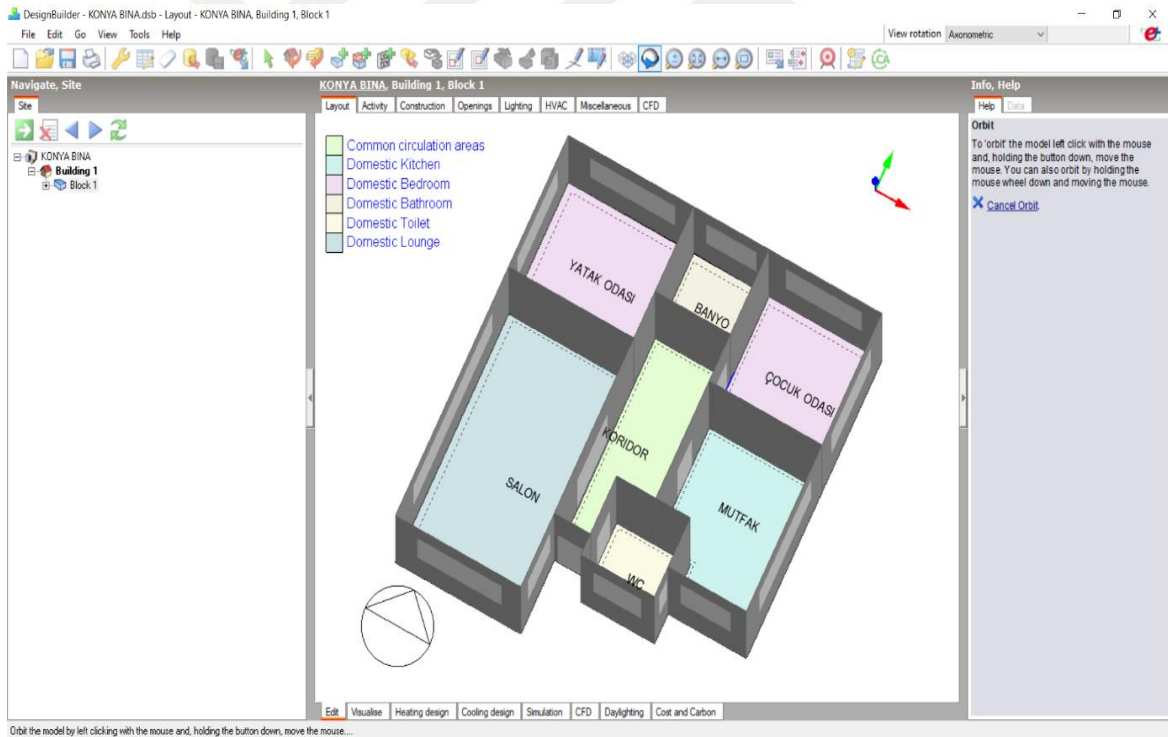 DesignBuilder - KONYA BINA.dsb - Layout - KONYA BINA, Building 1, Block 1
File Edit Go View Tools Help
View rotation Axonometric
Navigate, Site
Site
KONYA BINA
Building 1
Block 1
KONYA BINA, Building 1, Block 1
Layout Activity Construction Openings Lighting HVAC Miscellaneous CFD
Common circulation areas
Domestic Kitchen
Domestic Bedroom
Domestic Bathroom
Domestic Toilet
Domestic Lounge
YATAK ODASI
BANYO
ÇOCUK ODASI
KORIDOR
SALON
MUTFAK
WC
Edit Visualise Heating design Cooling design Simulation CFD Daylighting Cost and Carbon
Info, Help
Help Data
Orbit
To 'orbit' the model left click with the mouse
and, holding the button down, move the
mouse. You can also orbit by holding the
mouse wheel down and moving the mouse.
Cancel Orbit.
Orbit the model by left clicking with the mouse and, holding the button down, move the mouse....